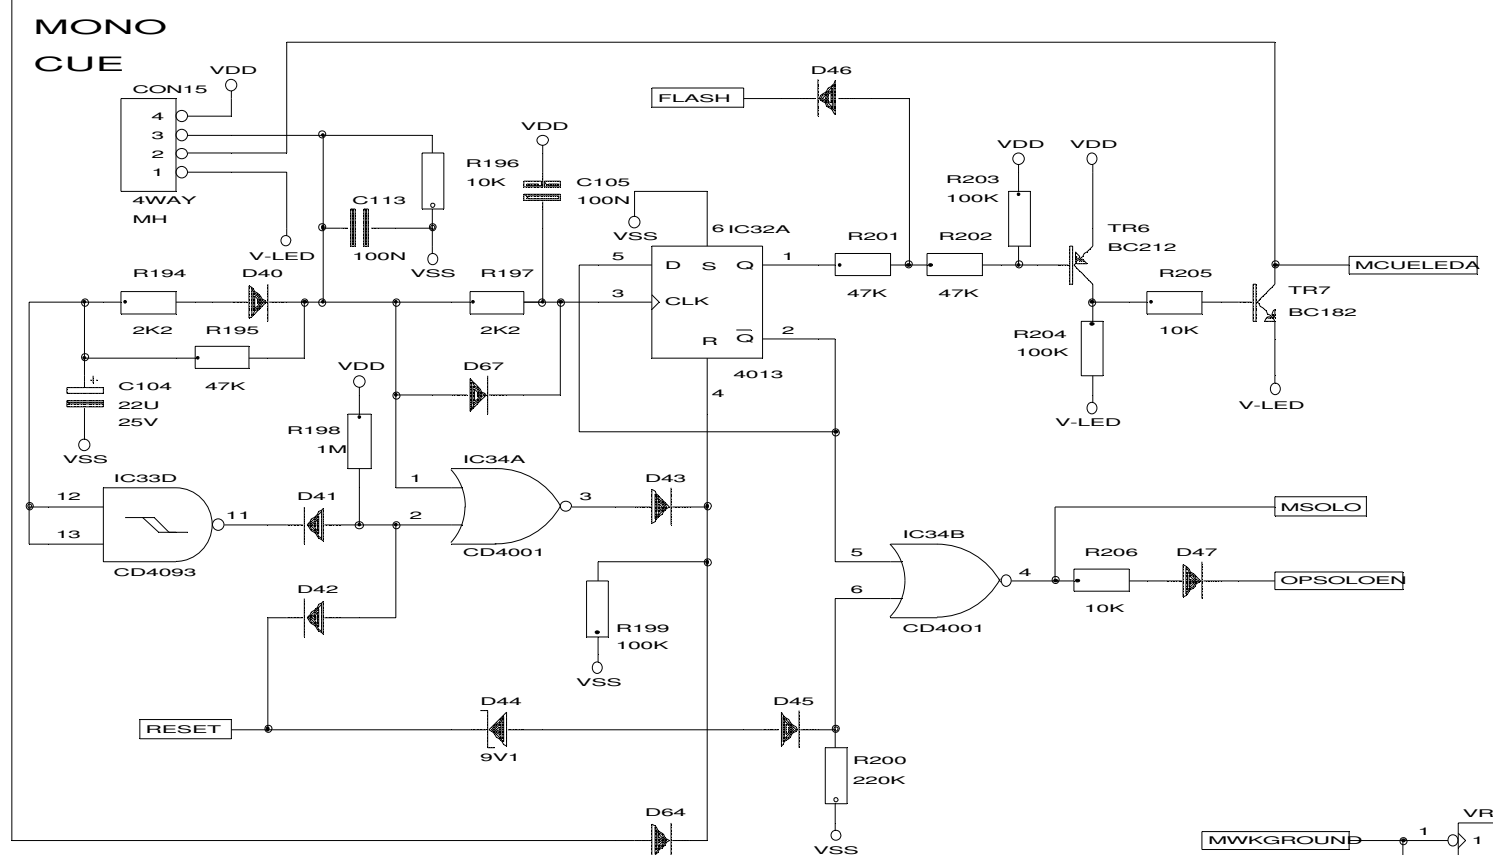 MONO
CUE
VDD
CON15
4
3
2
1
4WAY
MH
V-LED
R196
10K
C113
100N
VSS
VDD
C105
100N
FLASH
D46
VSS
6
IC32A
5
D
S
Q
1
3
CLK
R
Q̅
2
4013
4
R201
47K
R202
47K
VDD
R203
100K
VDD
TR6
BC212
R204
100K
V-LED
R205
10K
TR7
BC182
V-LED
MCUELEDA
R194
2K2
D40
R195
47K
R197
2K2
D67
+
C104
22U
25V
VSS
VDD
R198
1M
IC33D
12
13
11
CD4093
D41
D42
IC34A
1
2
3
CD4001
D43
R199
100K
VSS
IC34B
5
6
4
CD4001
MSOLO
R206
10K
D47
OPSOLOEN
RESET
D44
9V1
D45
R200
220K
VSS
D64
MWKGROUND
1
VR
1